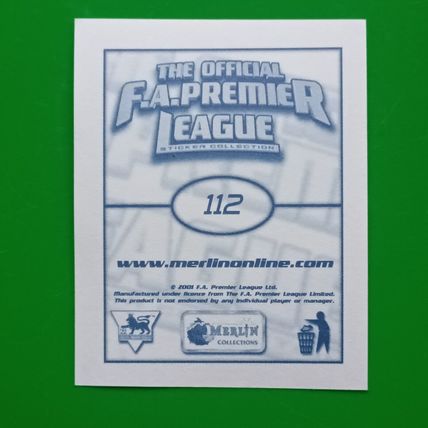 THE OFFICIAL
F.A. PREMIER
LEAGUE
STICKER COLLECTION
112
www.merlinonline.com
© 2001 F.A. Premier League Ltd.
Manufactured under licence from The F.A. Premier League Limited.
This product is not endorsed by any individual player or manager.
MERLIN
COLLECTIONS